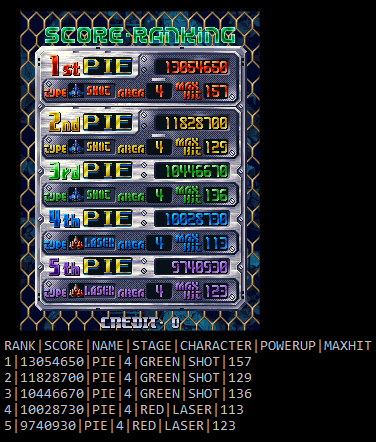 SCORE·RANKING
1st PIE 13054650
TYPE SHOT AREA 4 MAX Hit 157
2nd PIE 11828700
TYPE SHOT AREA 4 MAX Hit 129
3rd PIE 10446670
TYPE SHOT AREA 4 MAX Hit 136
4th PIE 10028730
TYPE LASER AREA 4 MAX Hit 113
5th PIE 9740930
TYPE LASER AREA 4 MAX Hit 123
CREDIT· 0
RANK|SCORE|NAME|STAGE|CHARACTER|POWERUP|MAXHIT
1|13054650|PIE|4|GREEN|SHOT|157
2|11828700|PIE|4|GREEN|SHOT|129
3|10446670|PIE|4|GREEN|SHOT|136
4|10028730|PIE|4|RED|LASER|113
5|9740930|PIE|4|RED|LASER|123